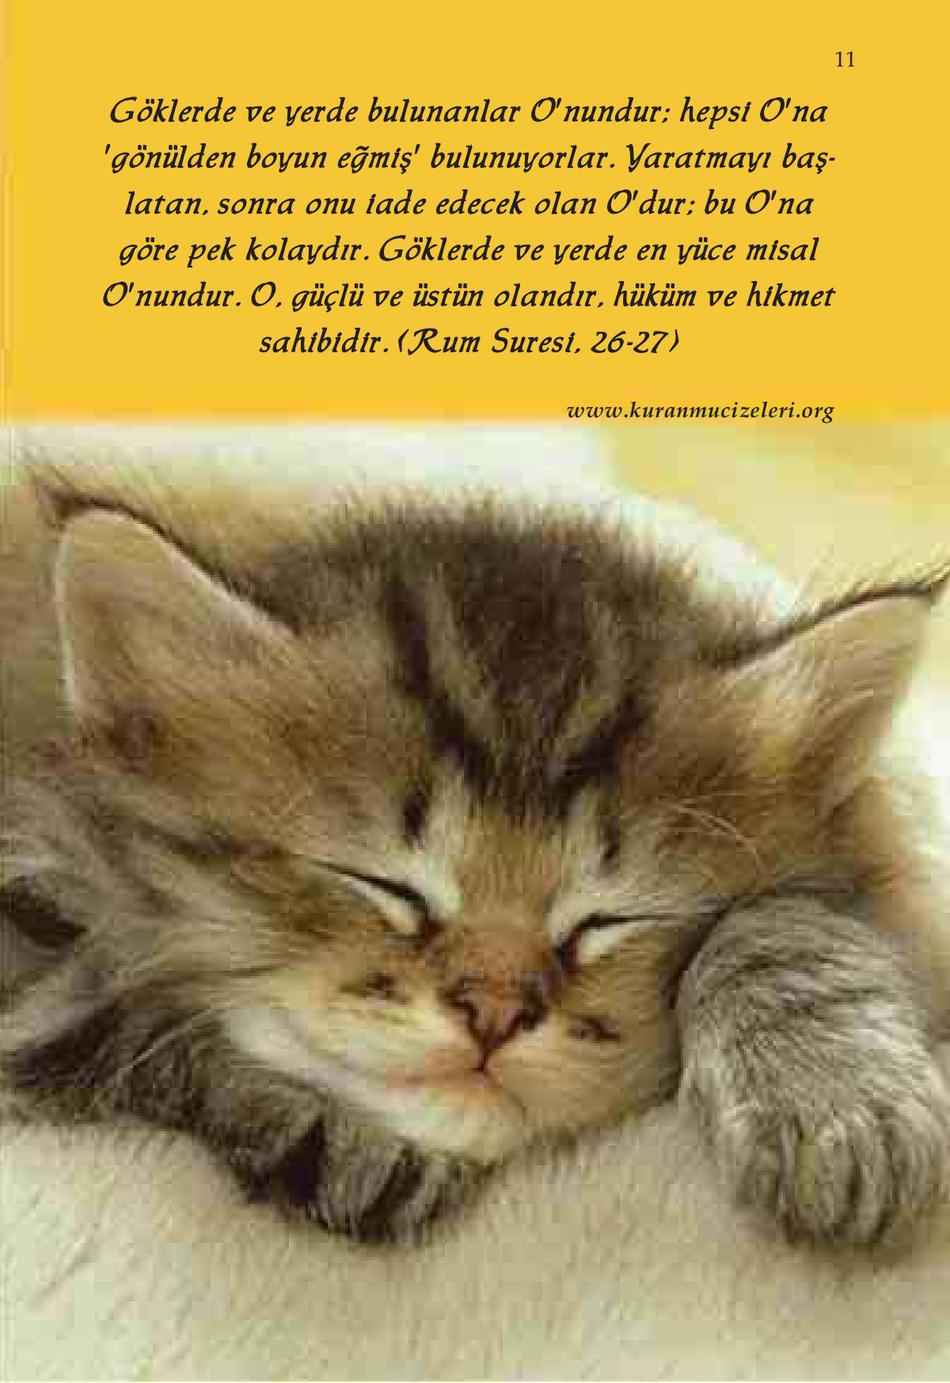 11
Göklerde ve yerde bulunanlar O'nundur; hepsi O'na
'gönülden boyun eğmiş' bulunuyorlar. Yaratmayı baş-
latan, sonra onu iade edecek olan O'dur; bu O'na
göre pek kolaydır. Göklerde ve yerde en yüce misal
O'nundur. O, güçlü ve üstün olandır, hüküm ve hikmet
sahibidir. (Rum Suresi, 26-27)
www.kuranmucizeleri.org